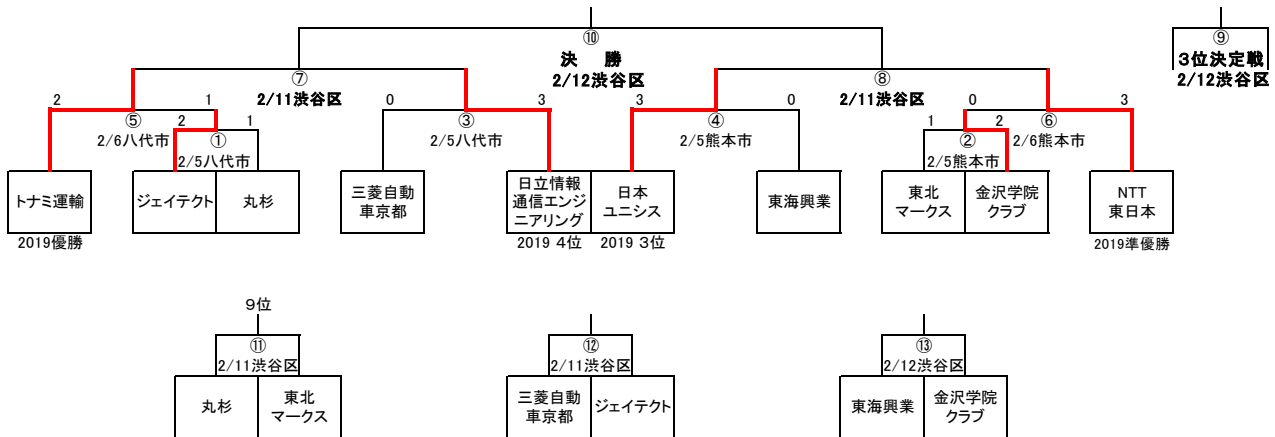 ⑩
決　勝
2/12渋谷区
⑨
3位決定戦
2/12渋谷区
⑦
2/11渋谷区
⑧
2/11渋谷区
2
1
0
3
3
0
0
3
⑤
2/6八代市
2
1
①
2/5八代市
③
2/5八代市
④
2/5熊本市
1
2
②
2/5熊本市
⑥
2/6熊本市
トナミ運輸
ジェイテクト
丸杉
三菱自動
車京都
日立情報
通信エンジ
ニアリング
日本
ユニシス
東海興業
東北
マークス
金沢学院
クラブ
NTT
東日本
2019優勝
2019 4位
2019 3位
2019準優勝
9位
⑪
2/11渋谷区
⑫
2/11渋谷区
⑬
2/12渋谷区
丸杉
東北
マークス
三菱自動
車京都
ジェイテクト
東海興業
金沢学院
クラブ